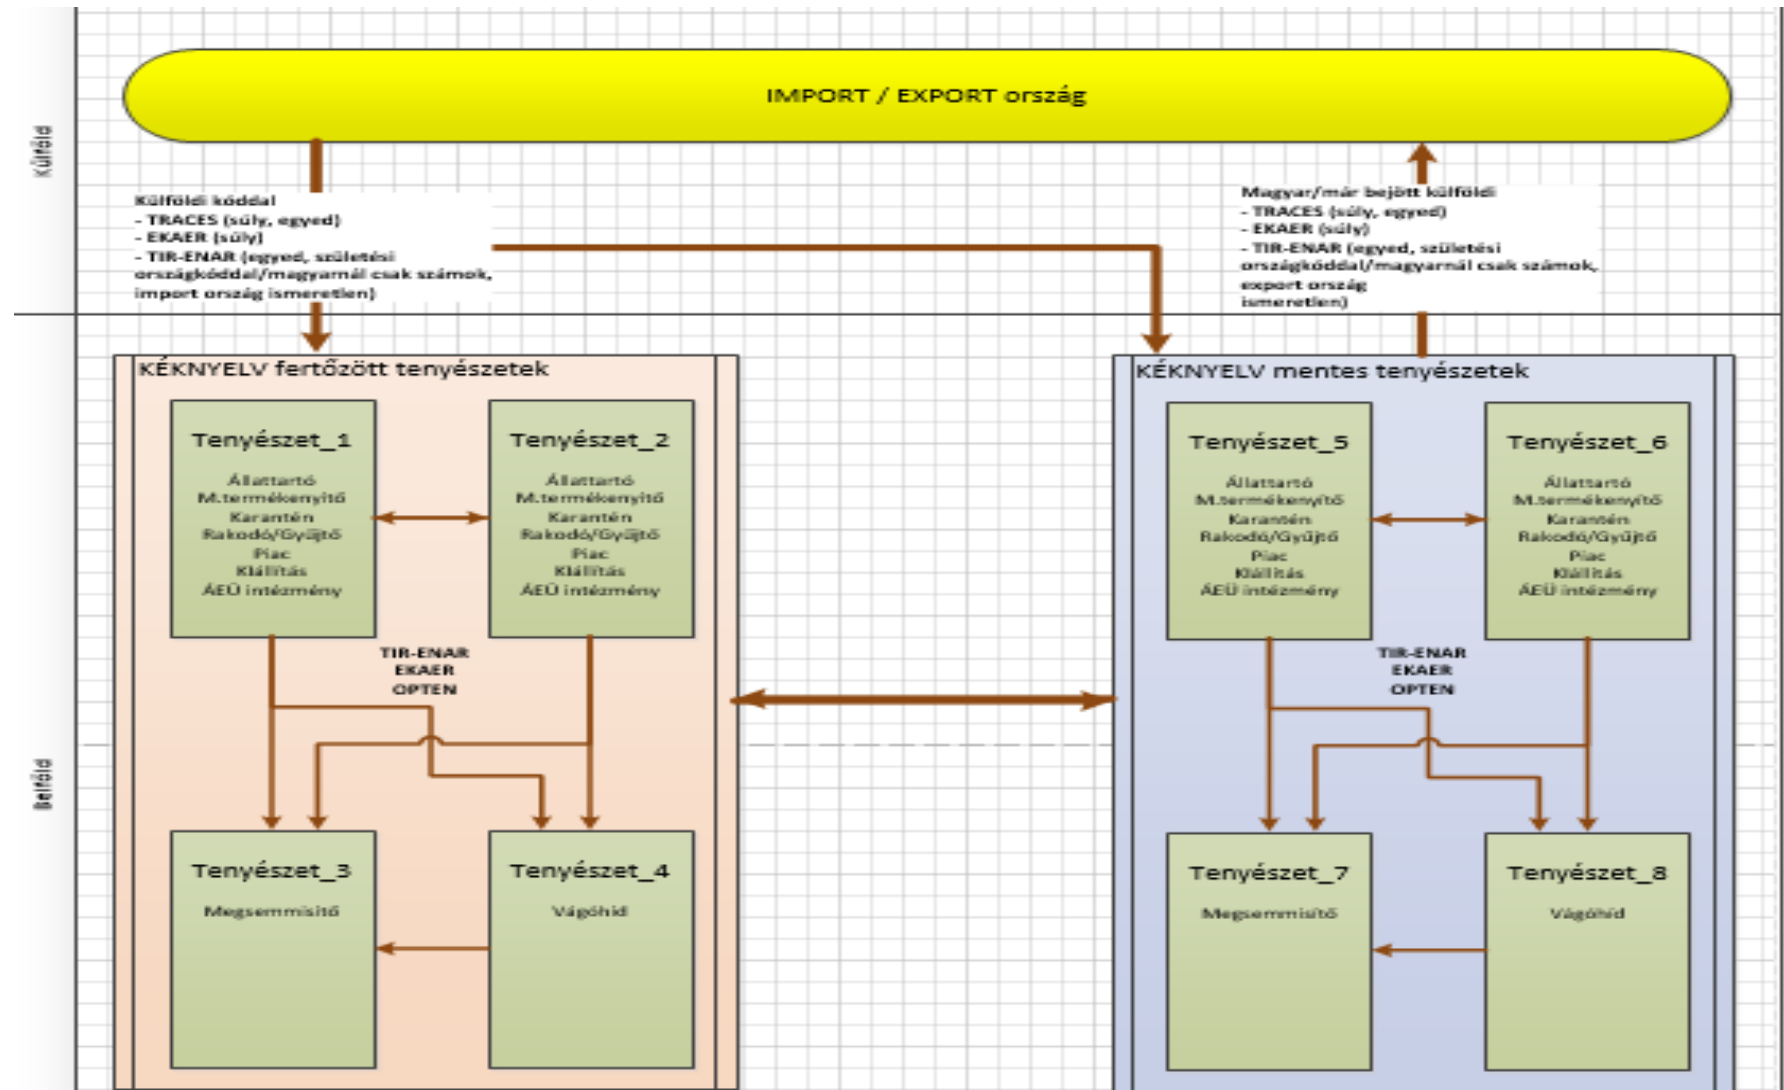 Külföld
IMPORT / EXPORT ország
Külföldi kóddal
- TRACES (súly, egyed)
- EKAER (súly)
- TIR-ENAR (egyed, születési
országkóddal/magyarnál csak számok,
import ország ismeretlen)
Magyar/már bejött külföldi
- TRACES (súly, egyed)
- EKAER (súly)
- TIR-ENAR (egyed, születési
országkóddal/magyarnál csak számok,
export ország
ismeretlen)
Belföld
KÉKNYELV fertőzött tenyészetek
Tenyészet_1
Állattartó
M.termékenyítő
Karantén
Rakodó/Gyűjtő
Piac
Kiállítás
ÁEÜ intézmény
Tenyészet_2
Állattartó
M.termékenyítő
Karantén
Rakodó/Gyűjtő
Piac
Kiállítás
ÁEÜ intézmény
TIR-ENAR
EKAER
OPTEN
Tenyészet_3
Megsemmisítő
Tenyészet_4
Vágóhíd
KÉKNYELV mentes tenyészetek
Tenyészet_5
Állattartó
M.termékenyítő
Karantén
Rakodó/Gyűjtő
Piac
Kiállítás
ÁEÜ intézmény
Tenyészet_6
Állattartó
M.termékenyítő
Karantén
Rakodó/Gyűjtő
Piac
Kiállítás
ÁEÜ intézmény
TIR-ENAR
EKAER
OPTEN
Tenyészet_7
Megsemmisítő
Tenyészet_8
Vágóhíd